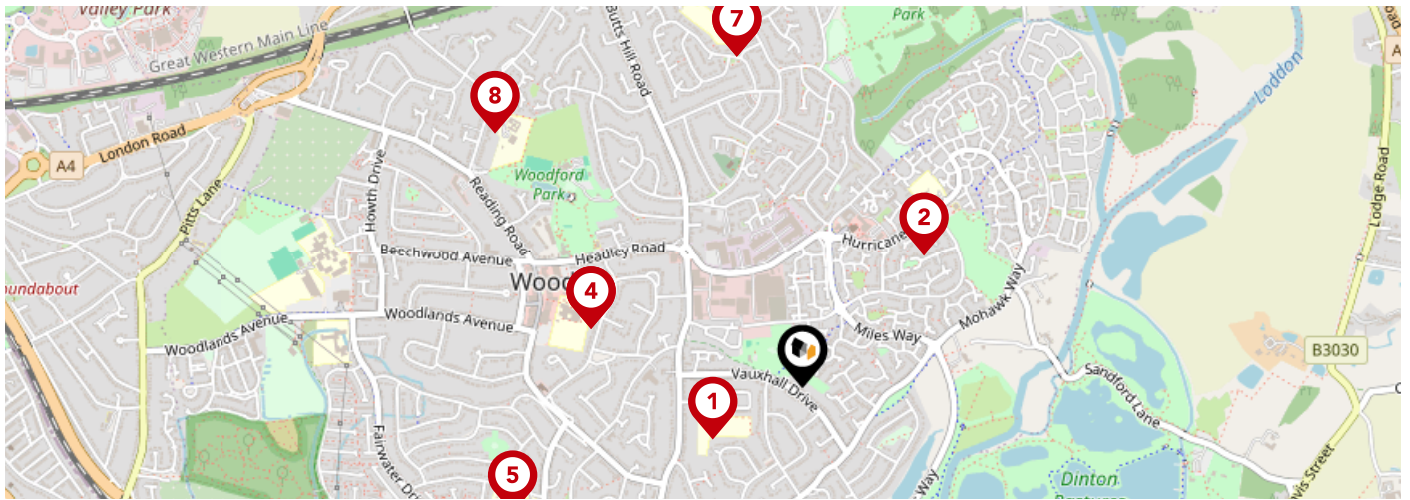 Valley Park
Great Western Main Line
Butts Hill Road
7
Park
Loddon
8
London Road
A4
Pitts Lane
Howth Drive
Reading Road
Woodford
Park
2
Hurricane
Lodge Road
Beechwood Avenue
Headley Road
Wood
4
Woodlands Avenue
Woodlands Avenue
Miles Way
Mohawk Way
B3030
Vauxhall Drive
1
Sandford Lane
Fairwater Dri
5
Way
Dinton
Pastures